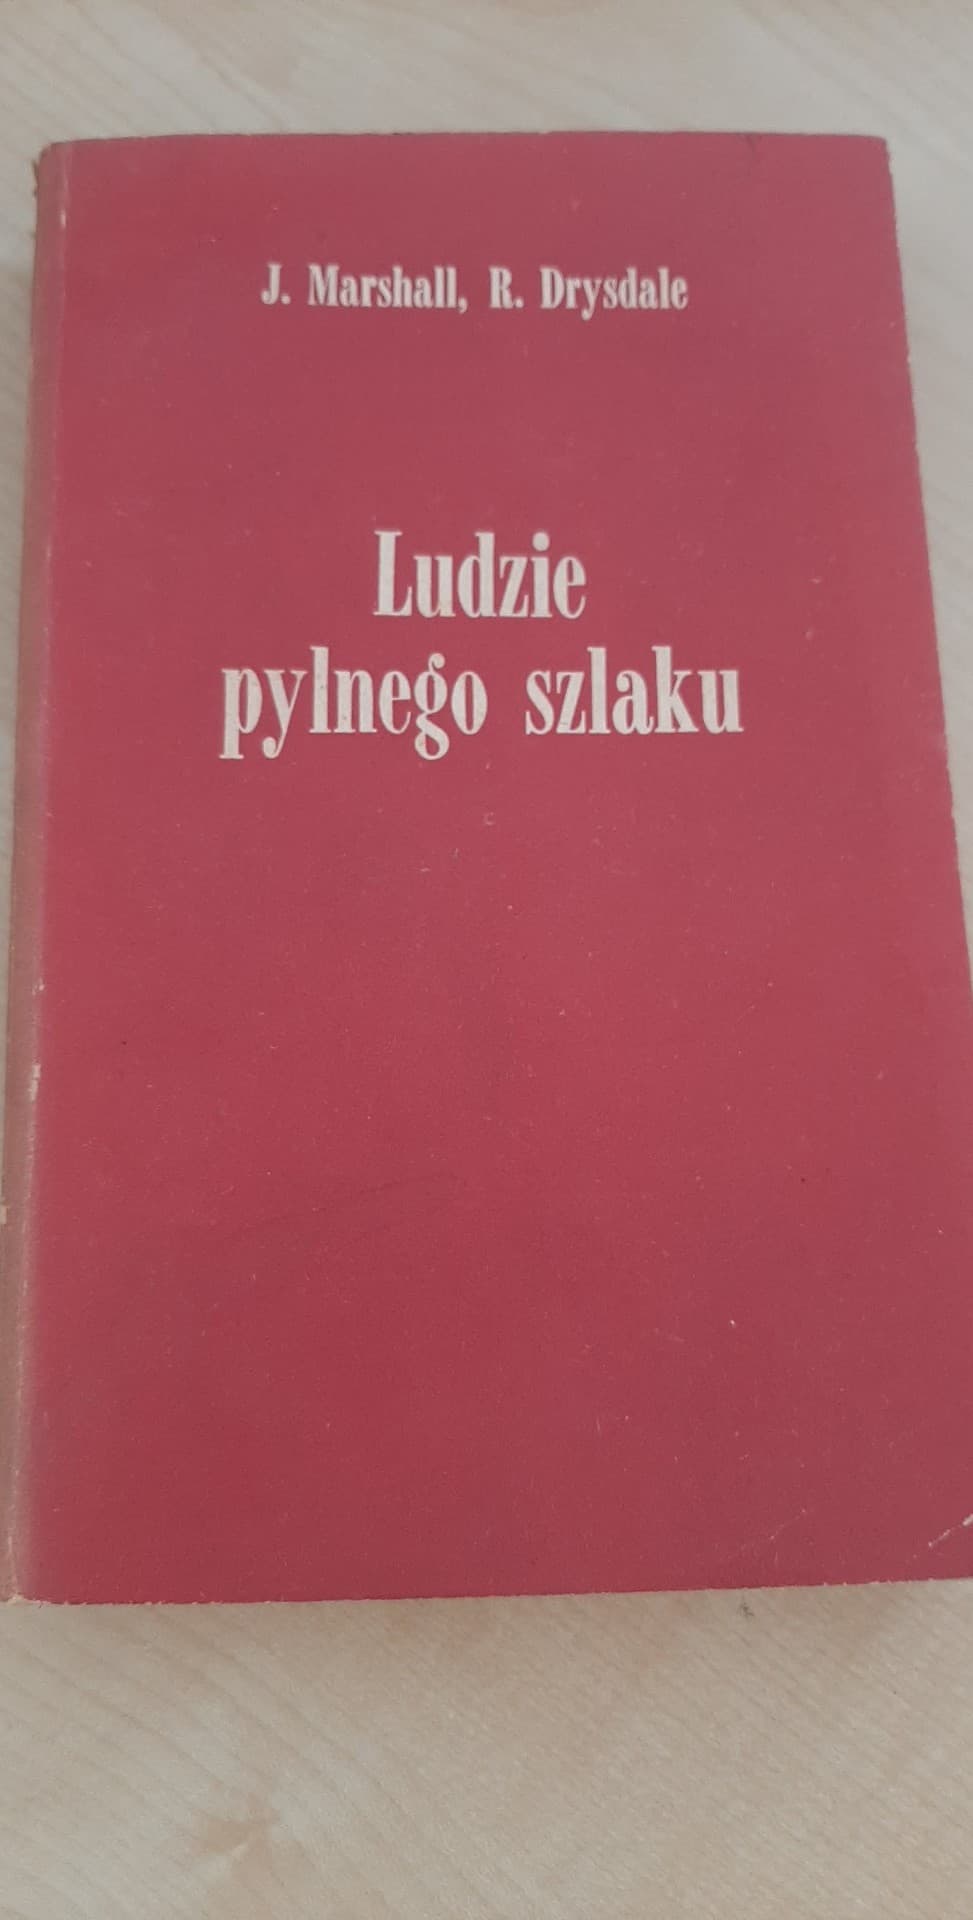 J. Marshall, R. Drysdale
Ludzie
pylnego szlaku